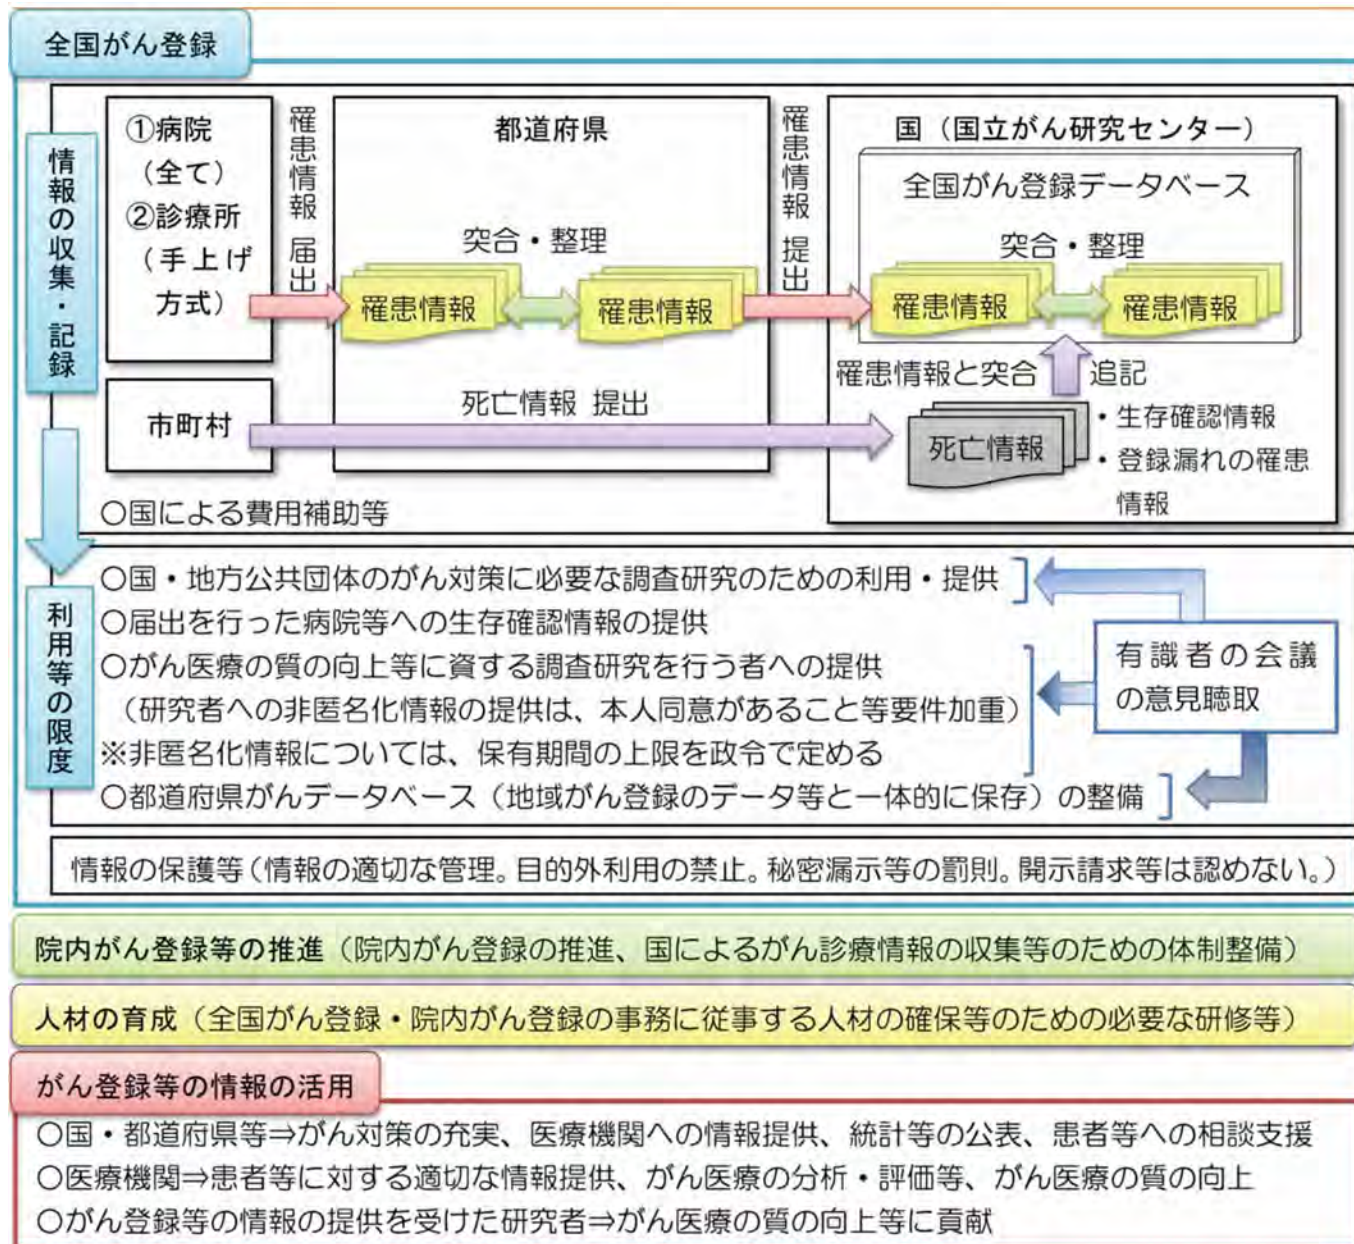 全国がん登録
情報の収集・記録
①病院
(全て)
②診療所
(手上げ
方式)
罹患情報 届出
都道府県
突合・整理
罹患情報
罹患情報
罹患情報 提出
国(国立がん研究センター)
全国がん登録データベース
突合・整理
罹患情報
罹患情報
罹患情報と突合
追記
市町村
死亡情報 提出
死亡情報
・生存確認情報
・登録漏れの罹患
情報
○国による費用補助等
利用等の限度
○国・地方公共団体のがん対策に必要な調査研究のための利用・提供
○届出を行った病院等への生存確認情報の提供
○がん医療の質の向上等に資する調査研究を行う者への提供
(研究者への非匿名化情報の提供は、本人同意があること等要件加重)
※非匿名化情報については、保有期間の上限を政令で定める
○都道府県がんデータベース(地域がん登録のデータ等と一体的に保存)の整備
有識者の会議
の意見聴取
情報の保護等(情報の適切な管理。目的外利用の禁止。秘密漏示等の罰則。開示請求等は認めない。)
院内がん登録等の推進(院内がん登録の推進、国によるがん診療情報の収集等のための体制整備)
人材の育成(全国がん登録・院内がん登録の事務に従事する人材の確保等のための必要な研修等)
がん登録等の情報の活用
○国・都道府県等⇒がん対策の充実、医療機関への情報提供、統計等の公表、患者等への相談支援
○医療機関⇒患者等に対する適切な情報提供、がん医療の分析・評価等、がん医療の質の向上
○がん登録等の情報の提供を受けた研究者⇒がん医療の質の向上等に貢献